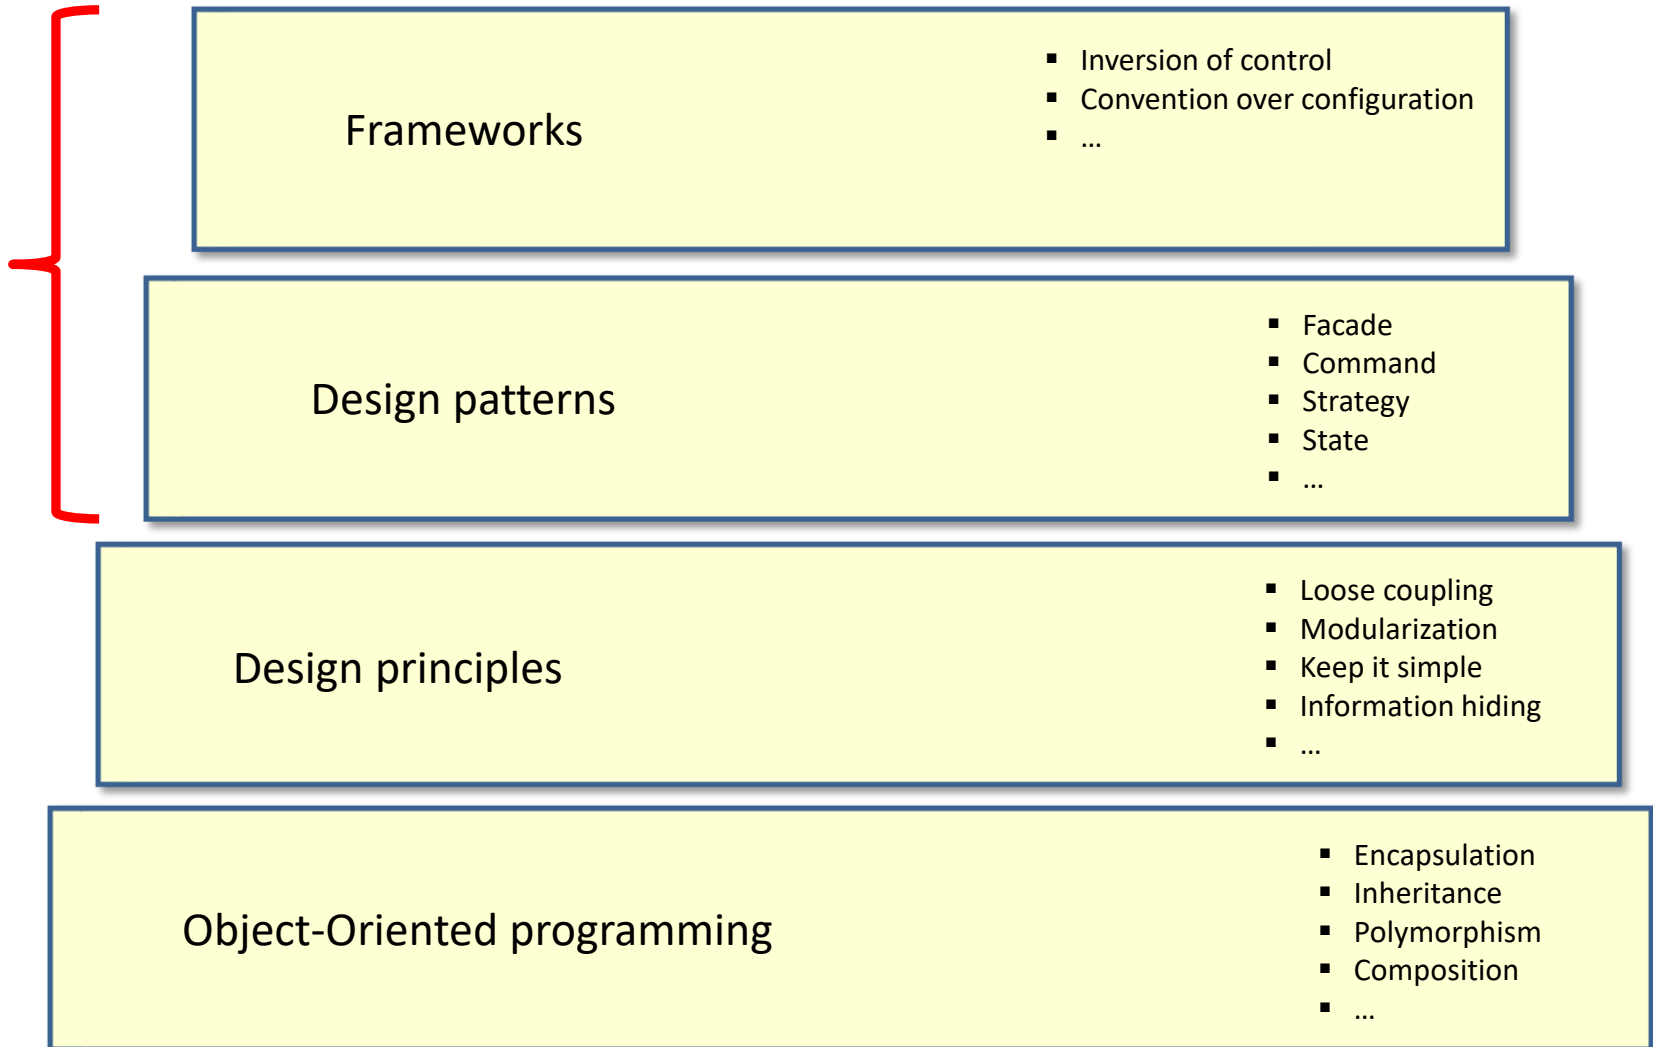 Frameworks
▪ Inversion of control
▪ Convention over configuration
▪ ...
Design patterns
▪ Facade
▪ Command
▪ Strategy
▪ State
▪ ...
Design principles
▪ Loose coupling
▪ Modularization
▪ Keep it simple
▪ Information hiding
▪ ...
Object-Oriented programming
▪ Encapsulation
▪ Inheritance
▪ Polymorphism
▪ Composition
▪ ...